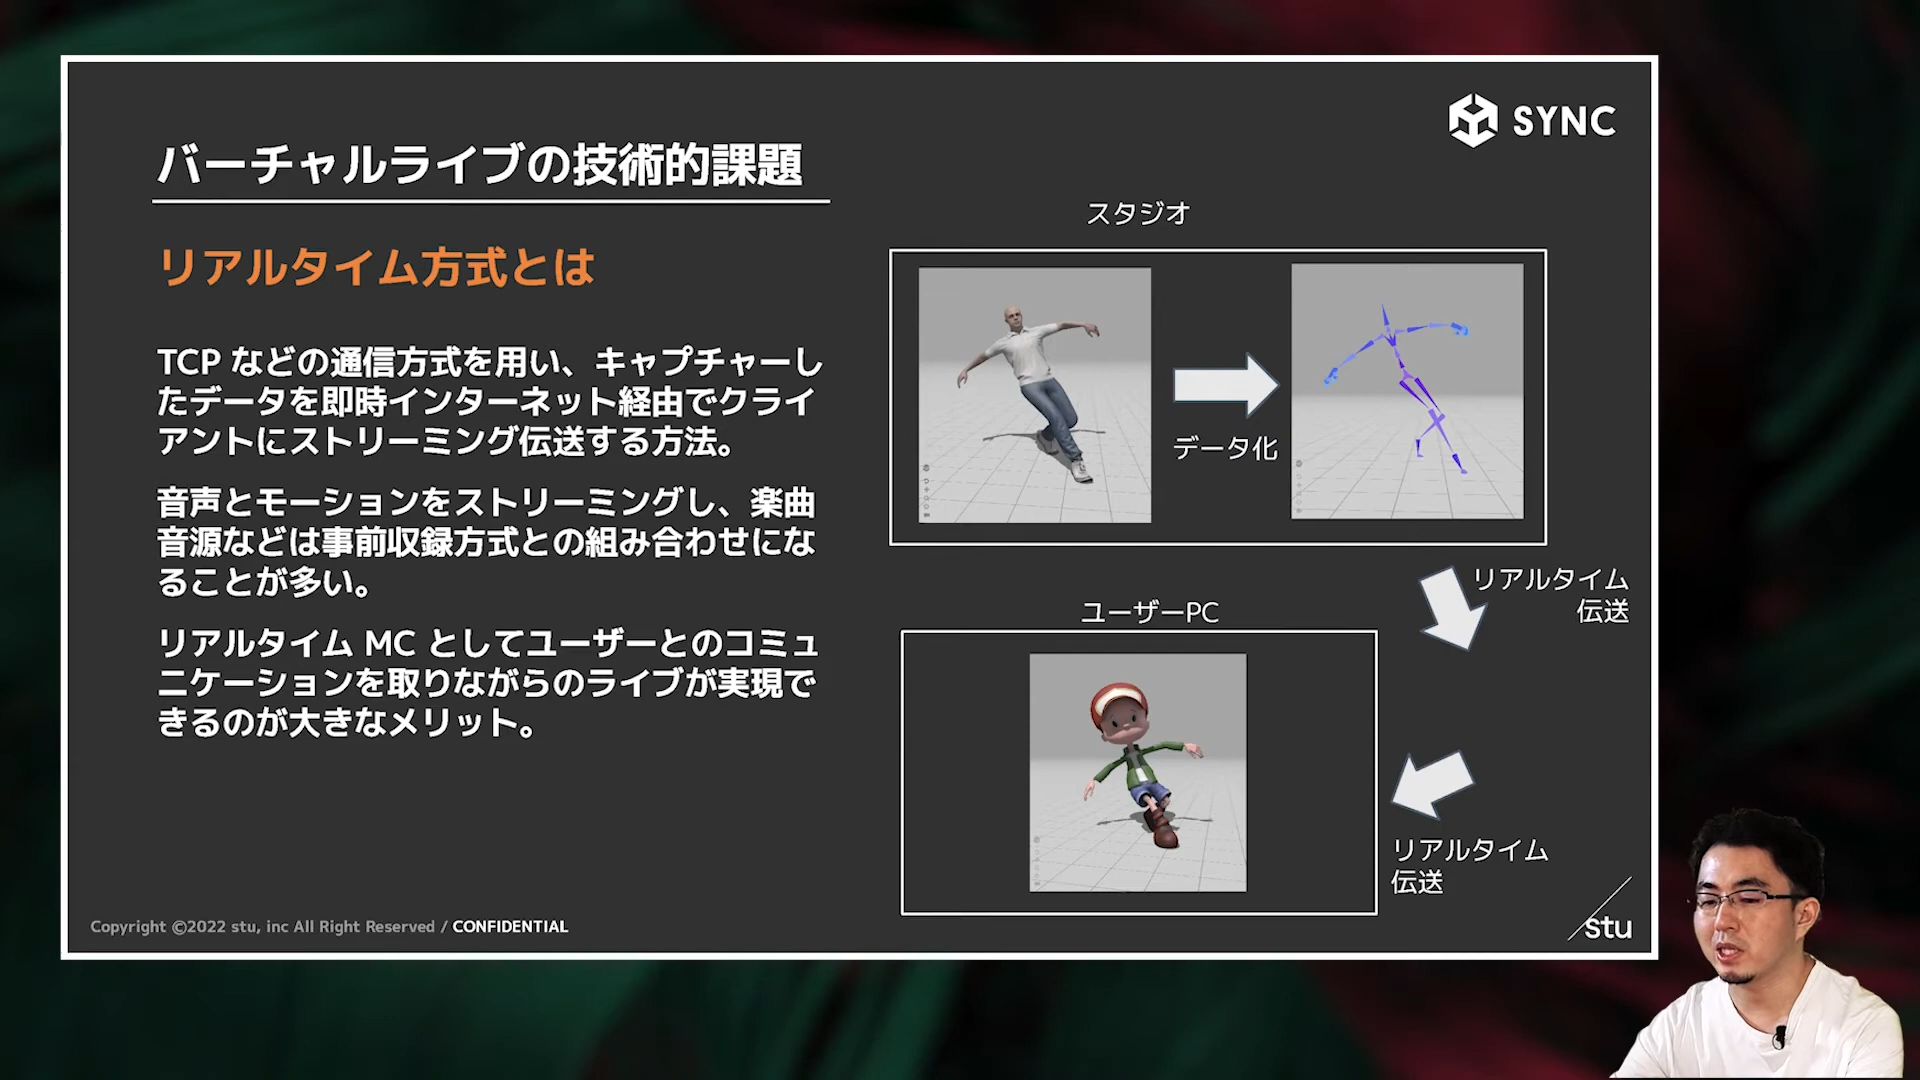 SYNC
バーチャルライブの技術的課題
リアルタイム方式とは
TCP などの通信方式を用い、キャプチャーし
たデータを即時インターネット経由でクライ
アントにストリーミング伝送する方法。
音声とモーションをストリーミングし、楽曲
音源などは事前収録方式との組み合わせにな
ることが多い。
リアルタイム MC としてユーザーとのコミュ
ニケーションを取りながらのライブが実現で
きるのが大きなメリット。
スタジオ
データ化
リアルタイム
伝送
ユーザーPC
リアルタイム
伝送
Copyright ©2022 stu, inc All Right Reserved / CONFIDENTIAL
stu